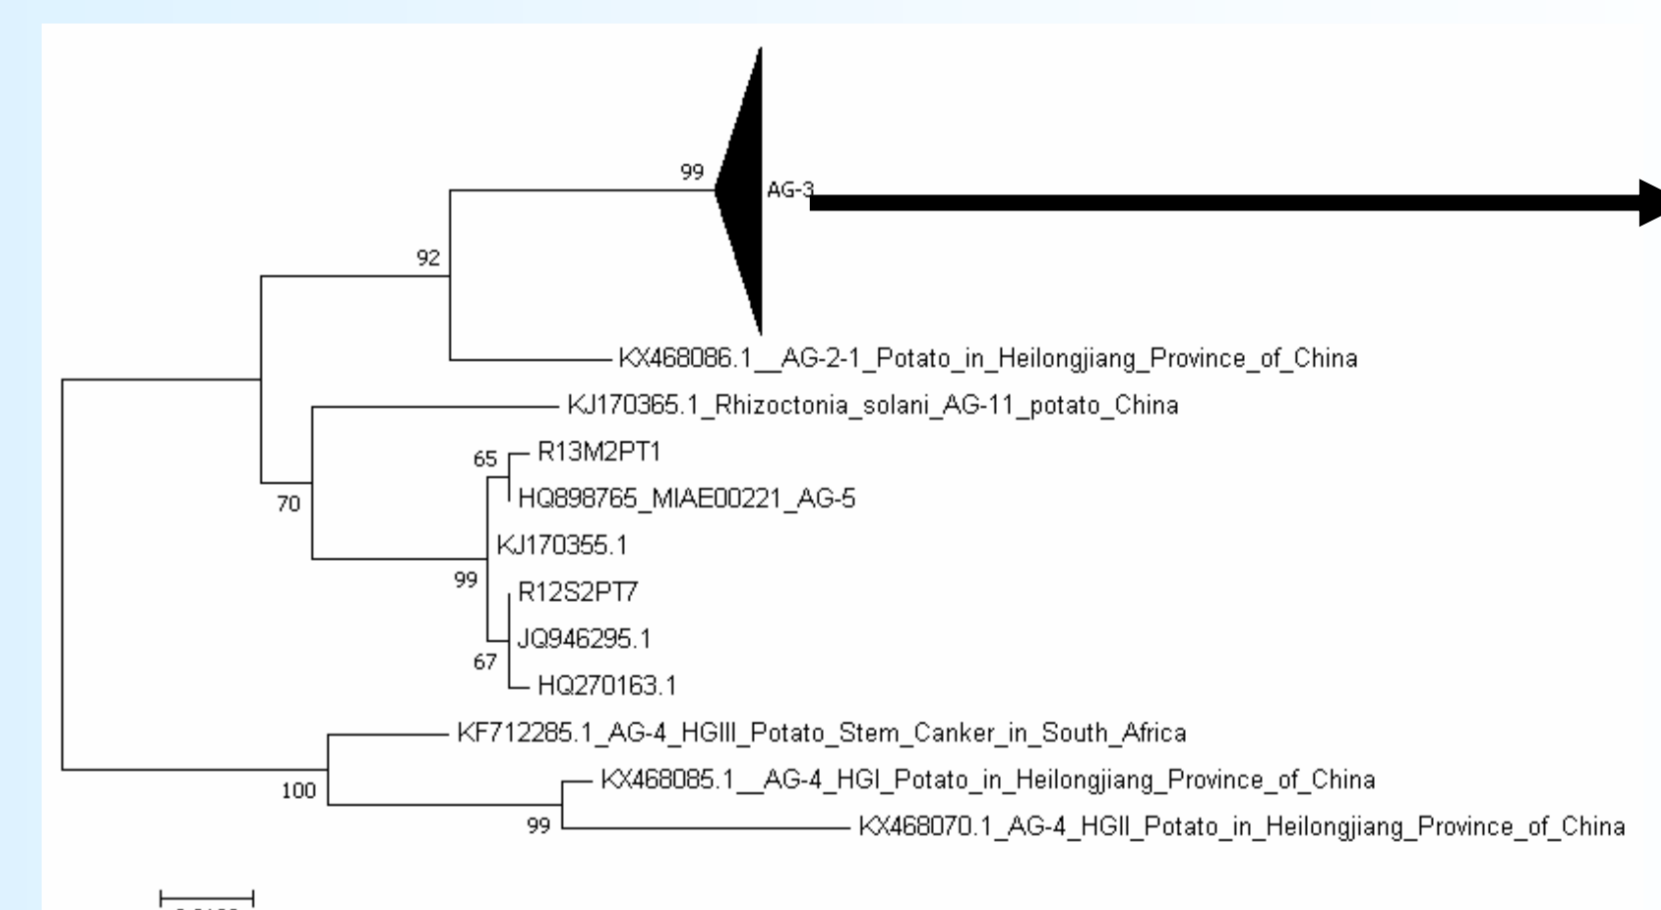 99
AG-3
92
KX468086.1__AG-2-1_Potato_in_Heilongjiang_Province_of_China
KJ170365.1_Rhizoctonia_solani_AG-11_potato_China
65
R13M2PT1
HQ898765_MIAE00221_AG-5
70
KJ170355.1
99
R12S2PT7
JQ946295.1
67
HQ270163.1
KF712285.1_AG-4_HGIII_Potato_Stem_Canker_in_South_Africa
KX468085.1__AG-4_HGI_Potato_in_Heilongjiang_Province_of_China
100
99
KX468070.1_AG-4_HGII_Potato_in_Heilongjiang_Province_of_China